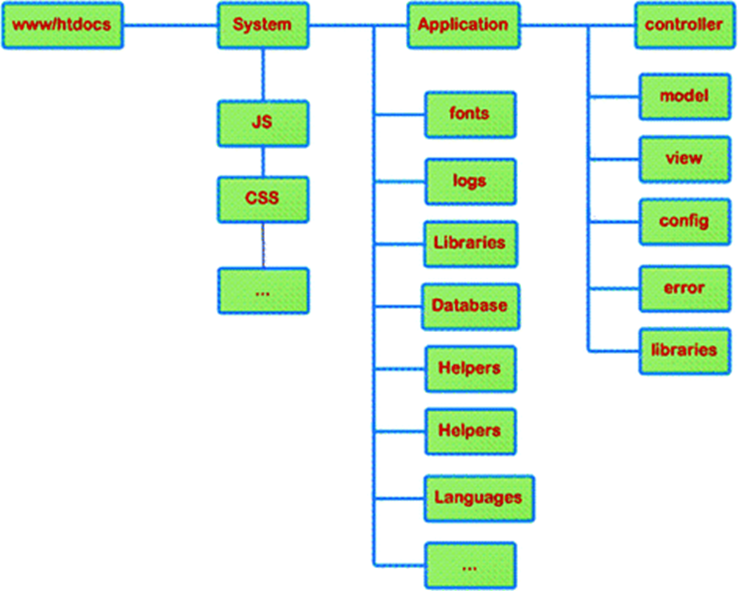 www/htdocs
System
Application
controller
JS
CSS
...
fonts
logs
Libraries
Database
Helpers
Helpers
Languages
...
model
view
config
error
libraries